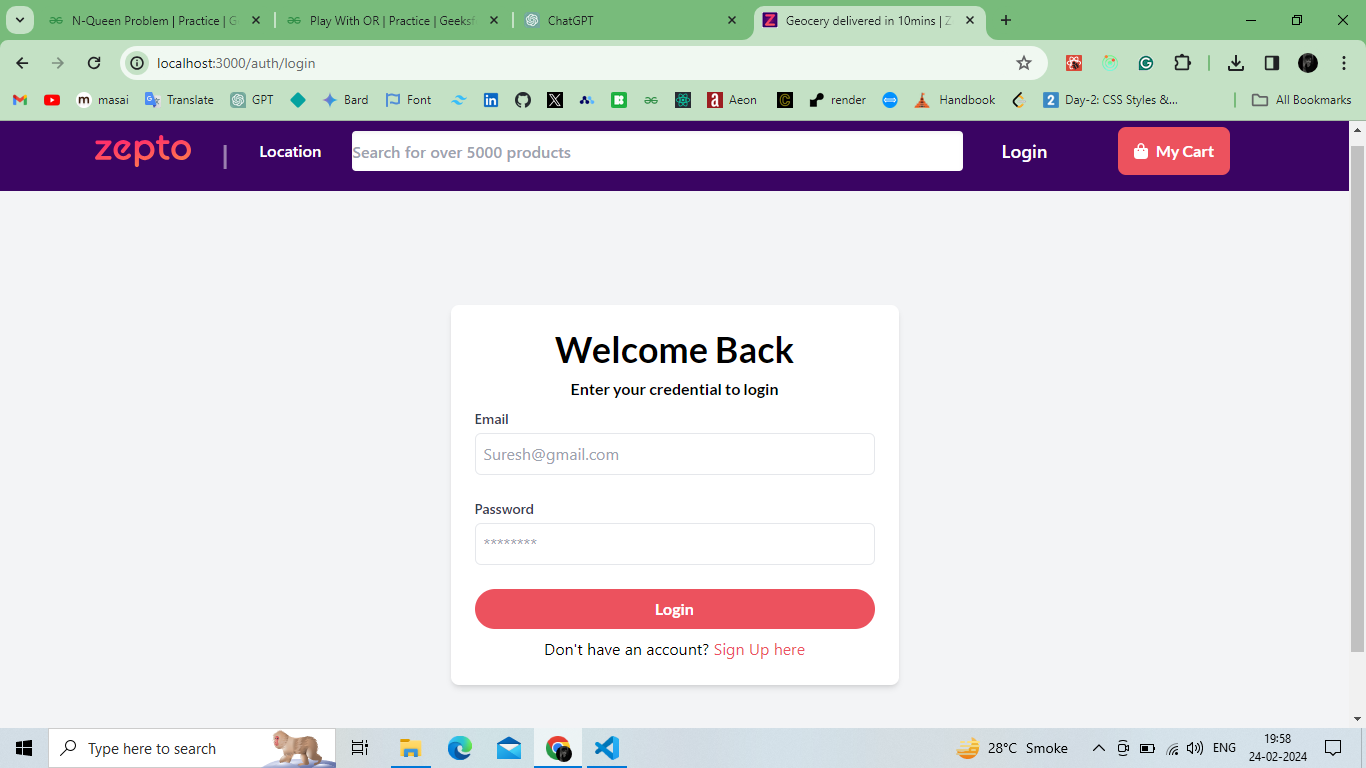 N-Queen Problem | Practice | G
Play With OR | Practice | Geeksf
ChatGPT
Geocery delivered in 10mins | Z
localhost:3000/auth/login
masai
Translate
GPT
Bard
Font
Aeon
render
Handbook
Day-2: CSS Styles &...
All Bookmarks
zepto
Location
Search for over 5000 products
Login
My Cart
Welcome Back
Enter your credential to login
Email
Suresh@gmail.com
Password
********
Login
Don't have an account? Sign Up here
Type here to search
28°C Smoke
ENG
19:58
24-02-2024